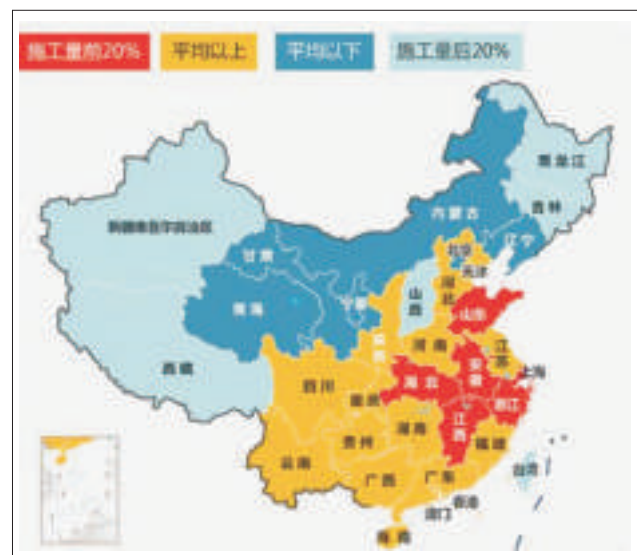 施工量前20% 平均以上 平均以下 施工量后20%
黑龙江
吉林
新疆维吾尔自治区
内蒙古
辽宁
甘肃
北京
天津
河北
山西
宁夏
青海
山东
陕西
河南
江苏
西藏
安徽
上海
四川
湖北
重庆
浙江
江西
湖南
贵州
福建
云南
台湾
广西
广东
香港
澳门
海南